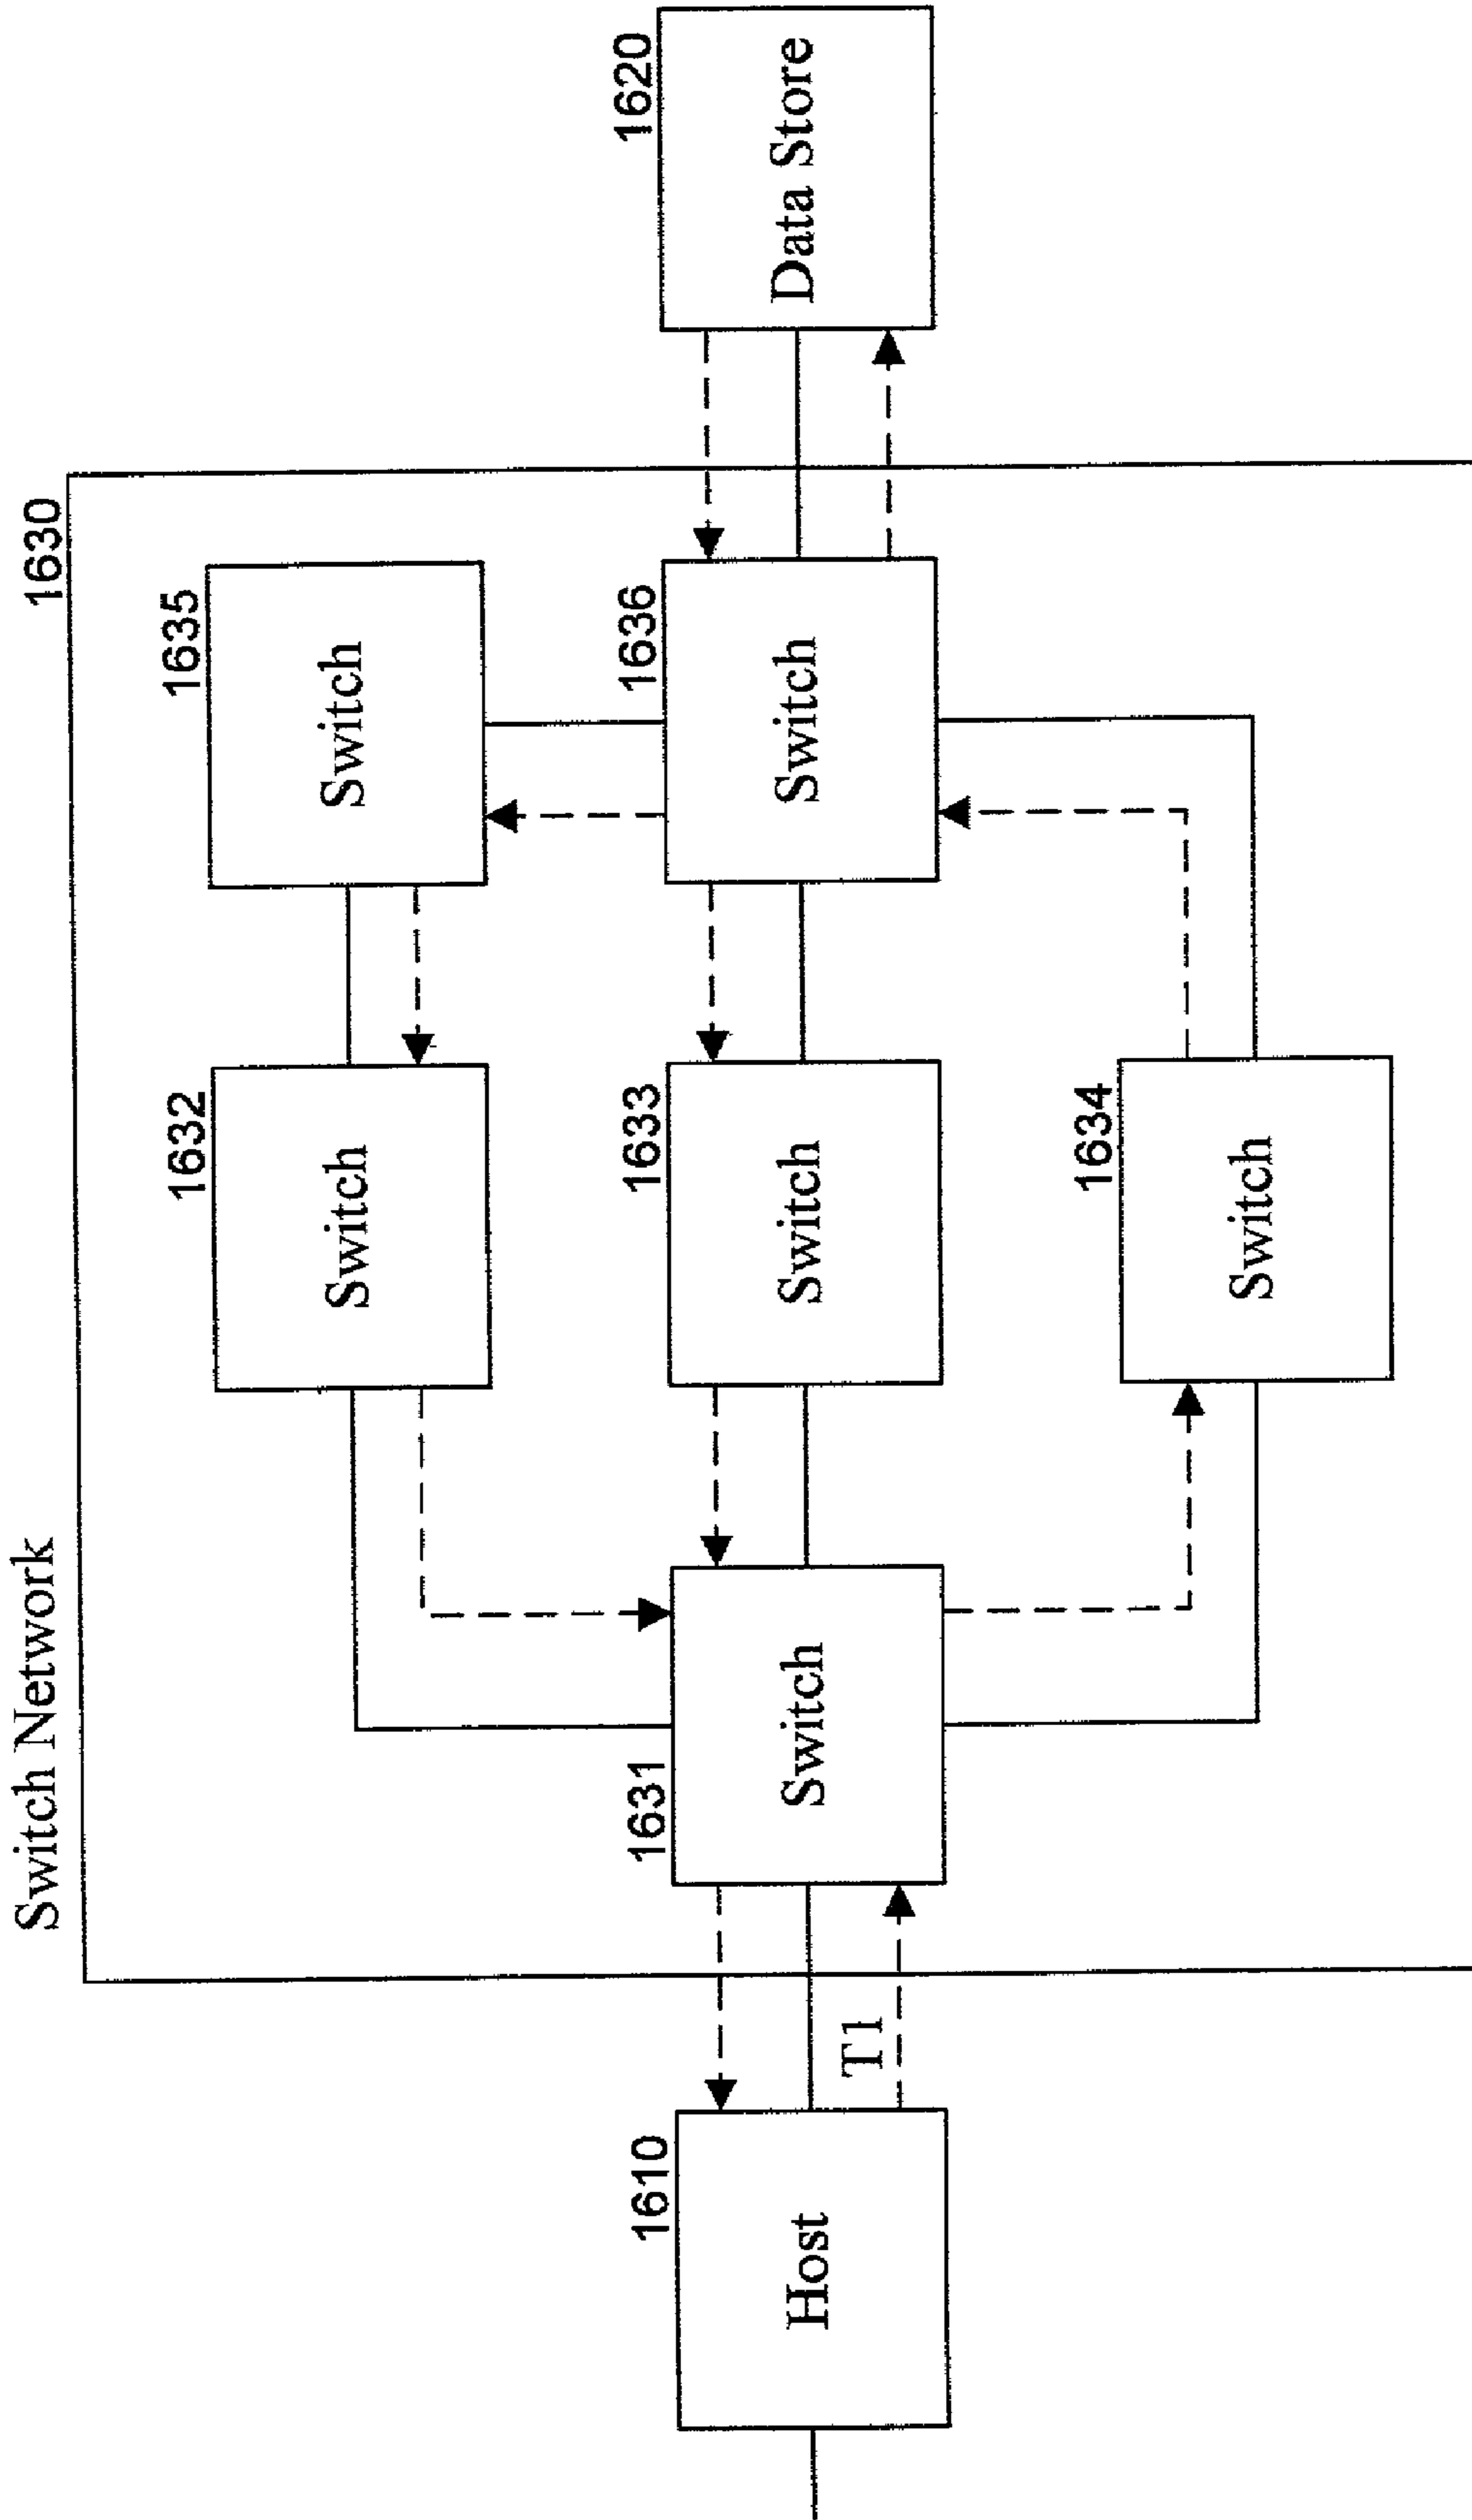 Switch Network
1630
1632
Switch
1635
Switch
1610
Host
T1
1631
Switch
1633
Switch
1636
Switch
1620
Data Store
1634
Switch